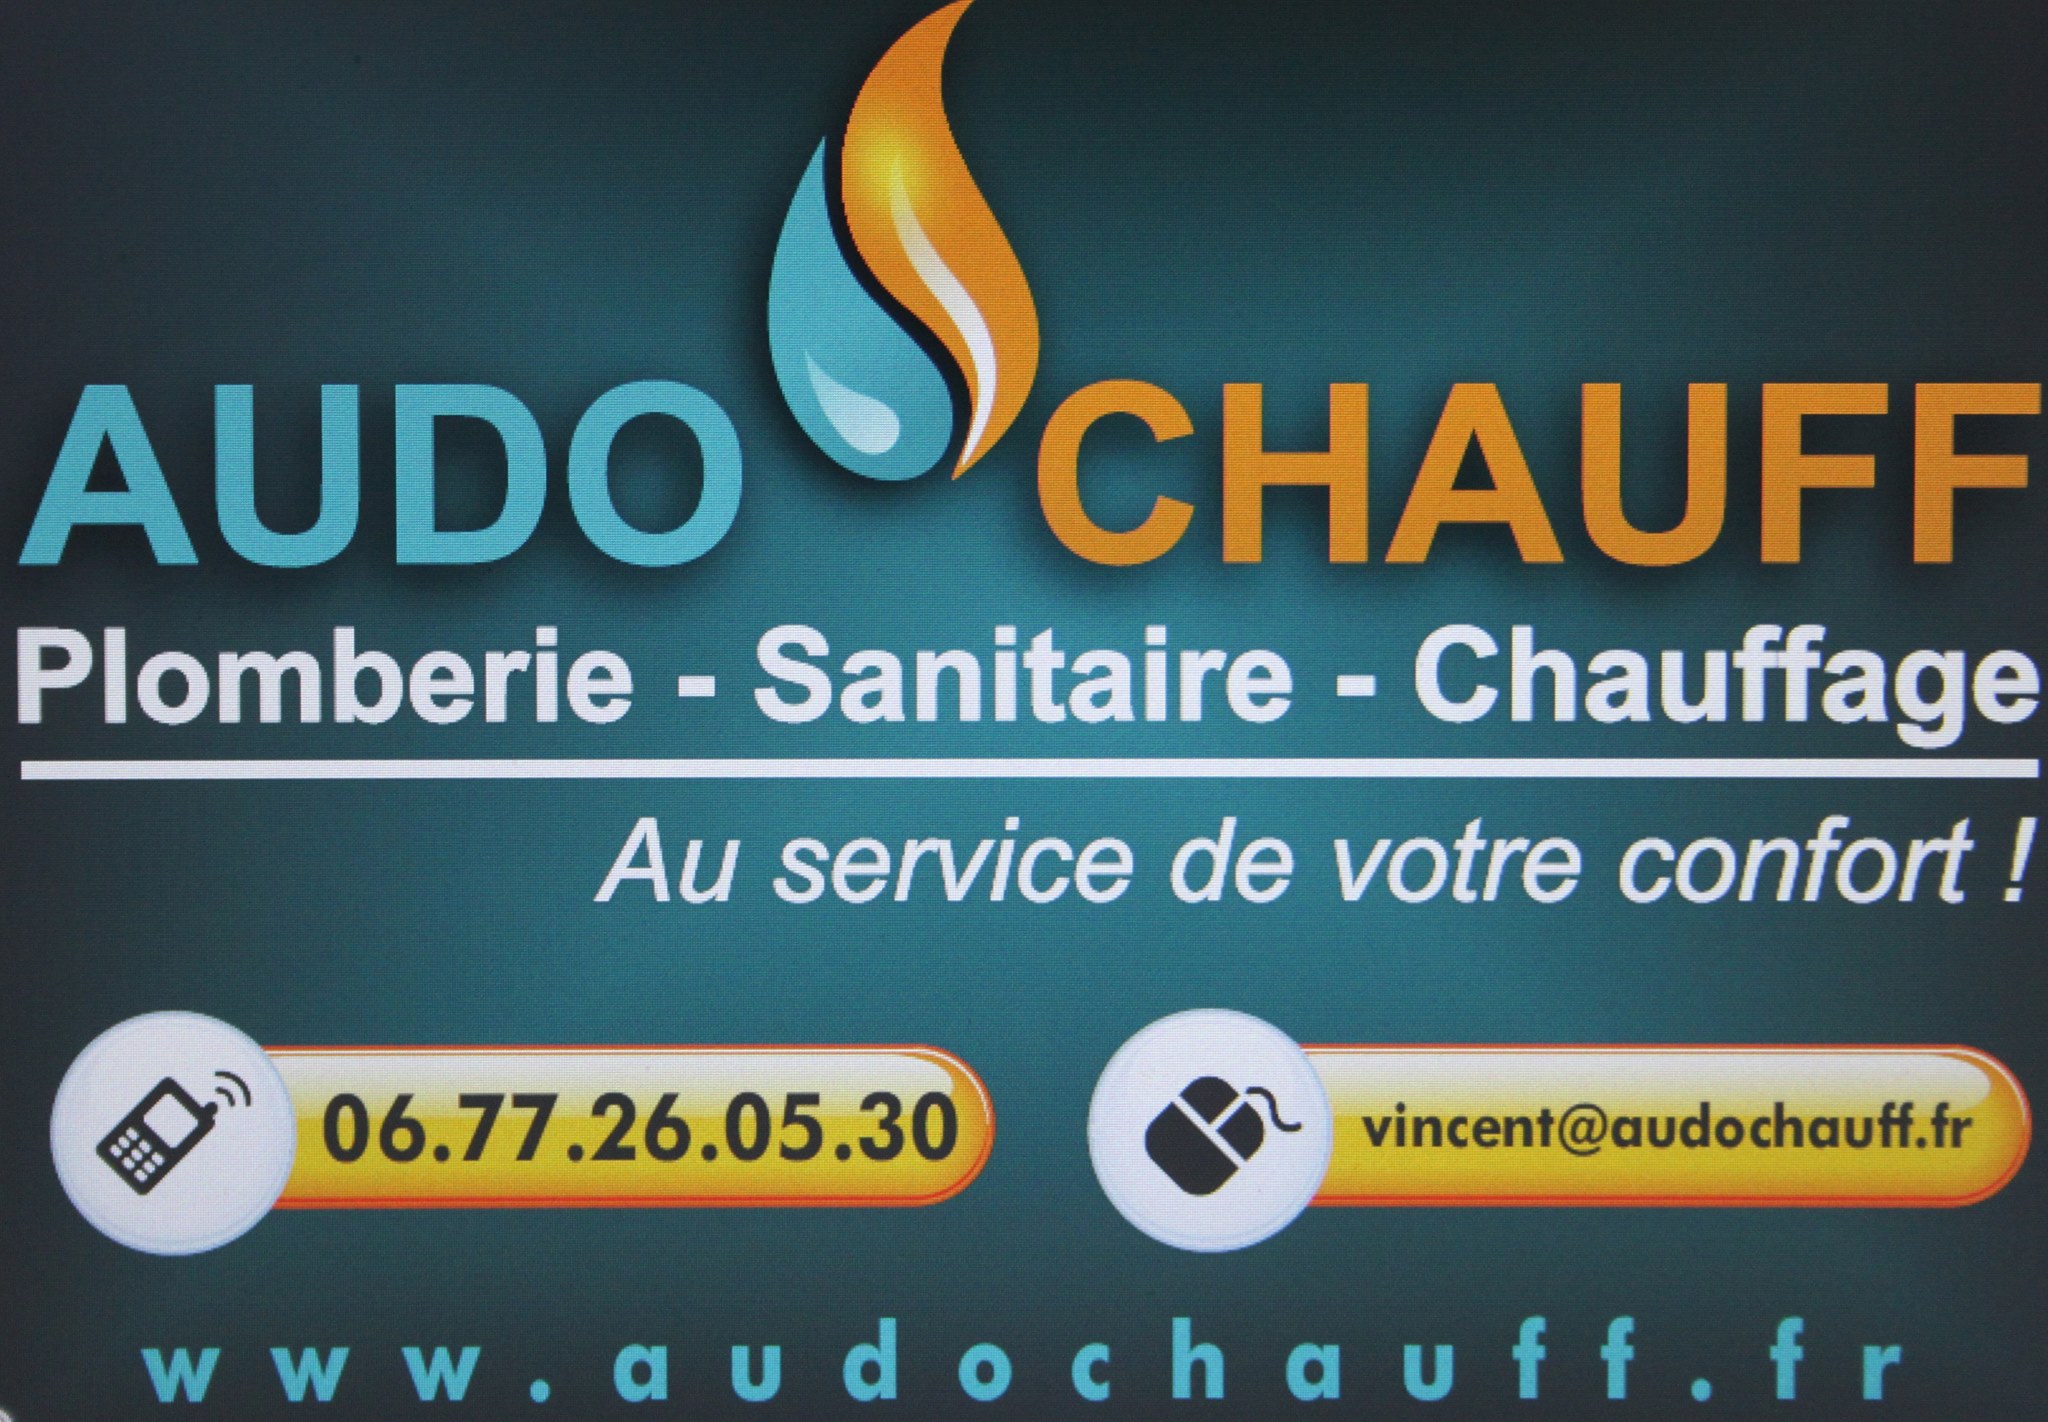 AUDO CHAUFF
Plomberie - Sanitaire - Chauffage
Au service de votre confort !
06.77.26.05.30
vincent@audochauff.fr
www.audochauff.fr